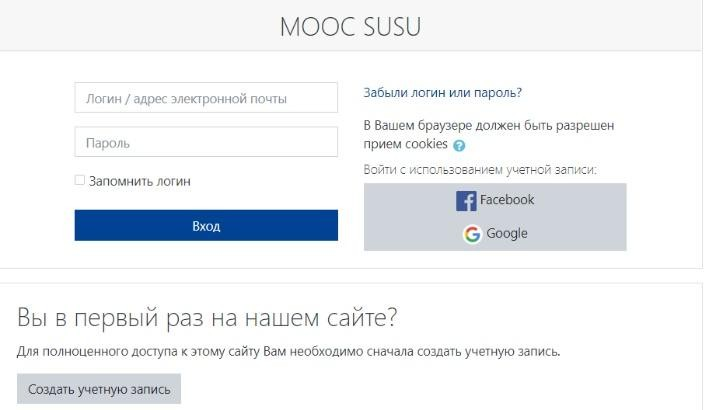 MOOC SUSU
Логин / адрес электронной почты
Пароль
Запомнить логин
Вход
Забыли логин или пароль?
В Вашем браузере должен быть разрешен
прием cookies
Войти с использованием учетной записи:
Facebook
Google
Вы в первый раз на нашем сайте?
Для полноценного доступа к этому сайту Вам необходимо сначала создать учетную запись.
Создать учетную запись